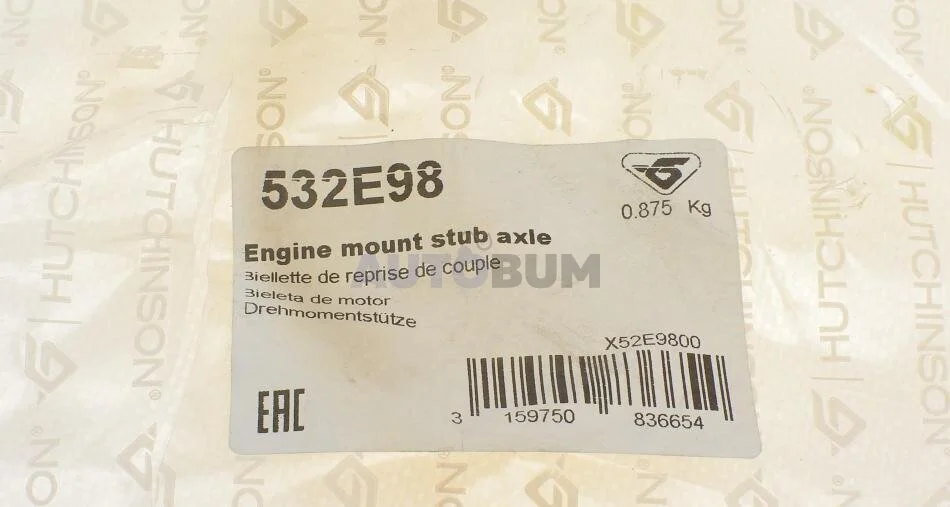 HUTCHINSON®
532E98
0.875 Kg
Engine mount stub axle
Biellette de reprise de couple
Bieleta de motor
Drehmomentstütze
AUTOBUM
X52E9800
EAC
3 159750 836654